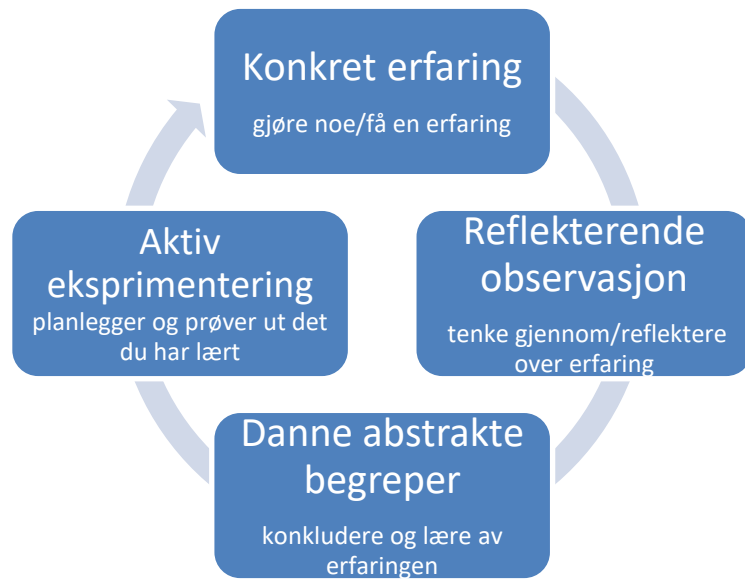 Konkret erfaring
gjøre noe/få en erfaring
Reflekterende
observasjon
tenke gjennom/reflektere
over erfaring
Danne abstrakte
begreper
konkludere og lære av
erfaringen
Aktiv
eksprimentering
planlegger og prøver ut det
du har lært